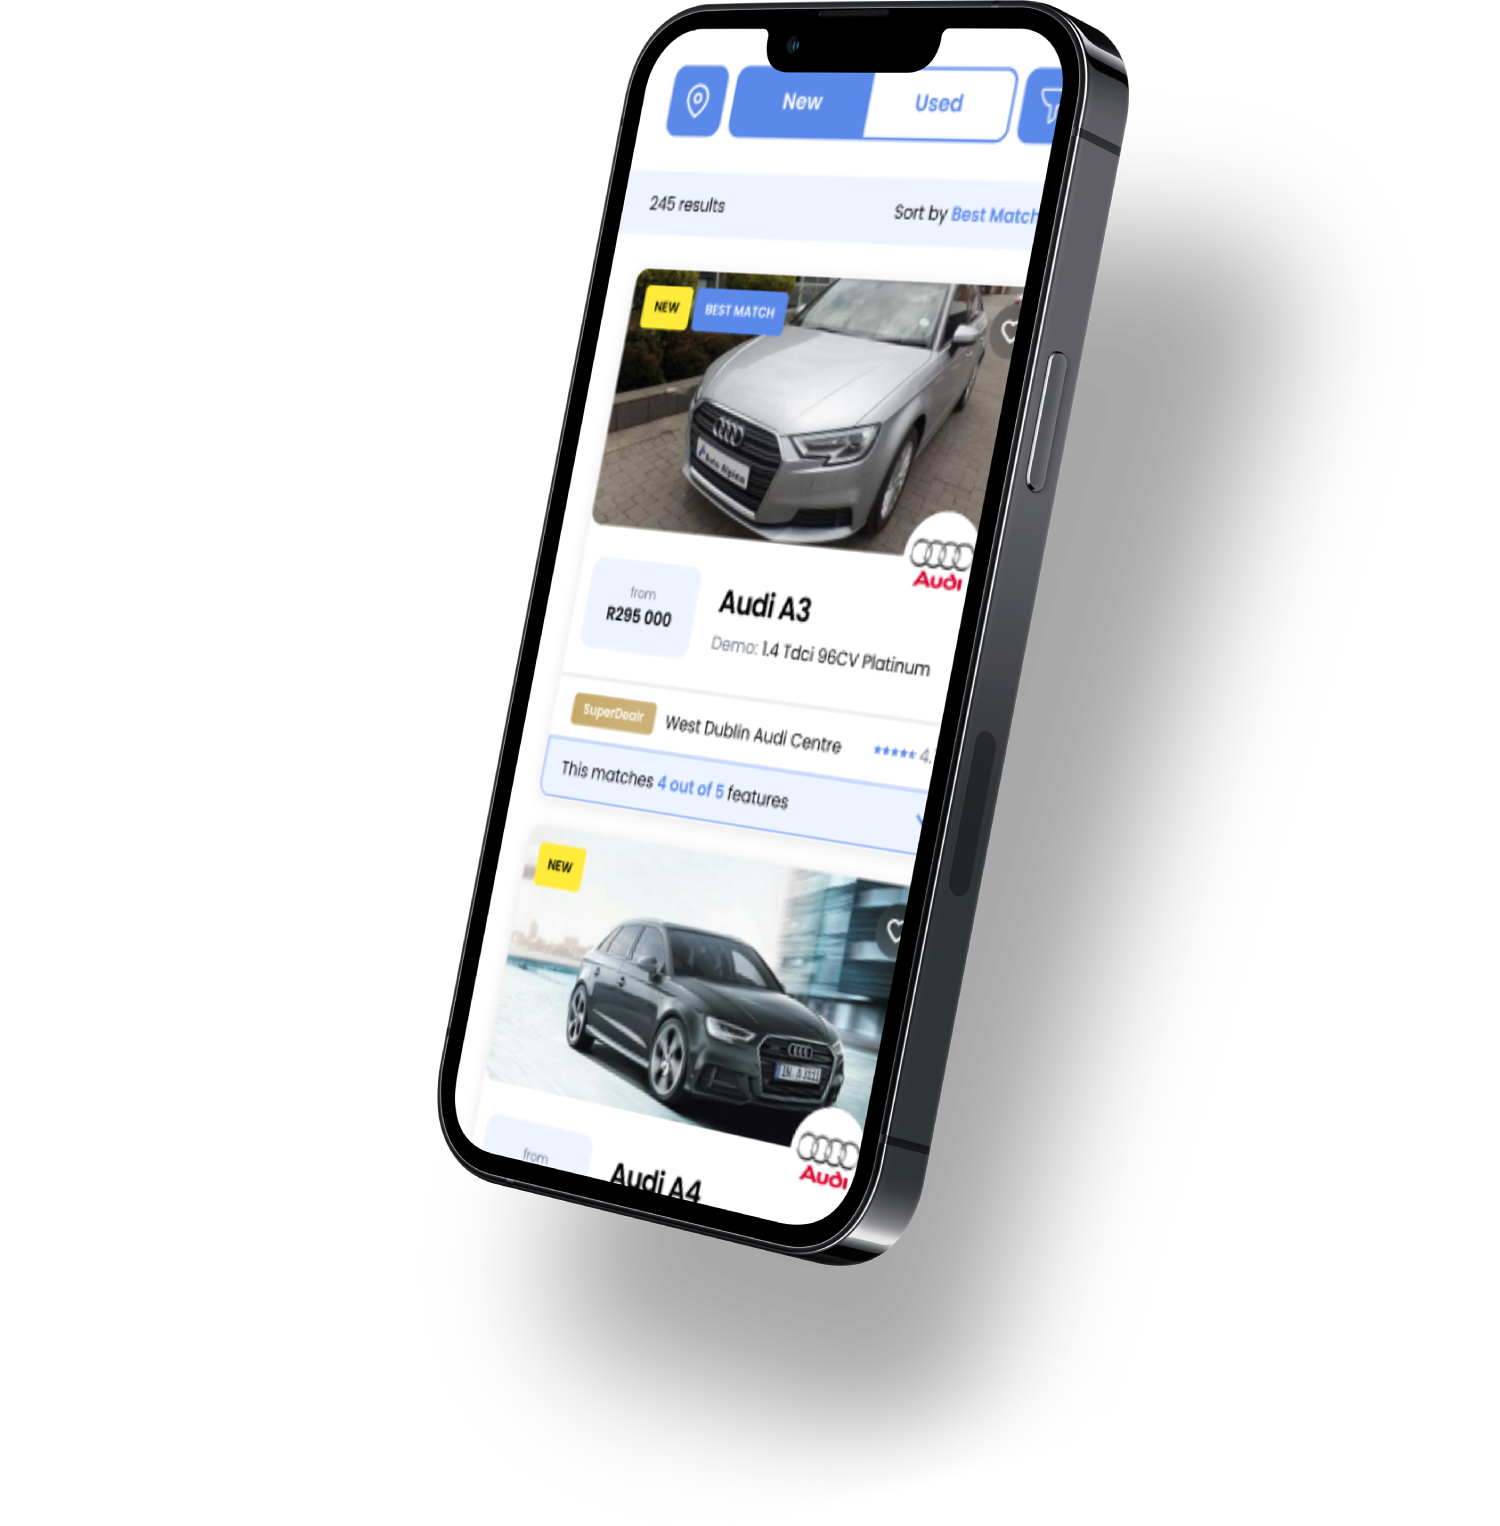 New
Used
245 results
Sort by Best Match
NEW
BEST MATCH
Auto Alpina
Audi
from
R295 000
Audi A3
Demo: 1.4 Tdci 96CV Platinum
SuperDealr
West Dublin Audi Centre
4.
This matches 4 out of 5 features
NEW
Audi
from
Audi A4